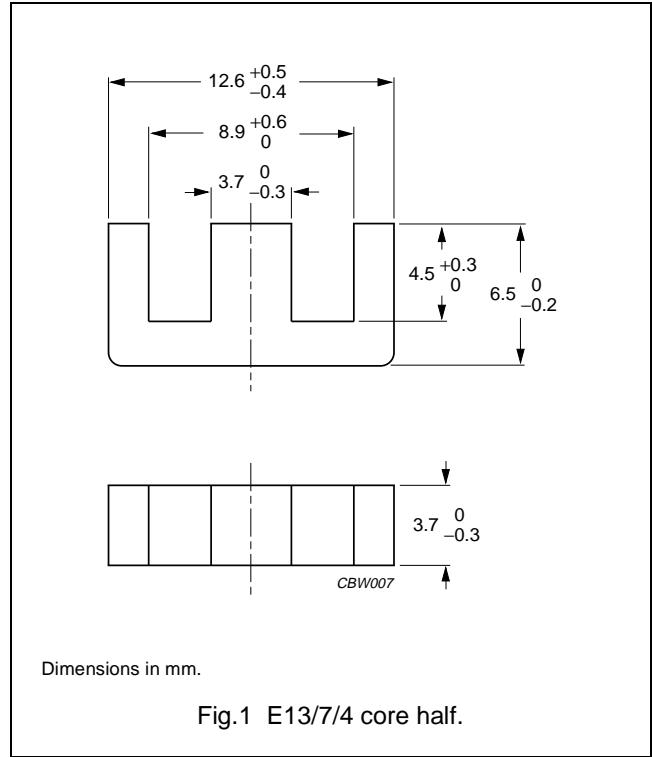 12.6 +0.5 −0.4
8.9 +0.6 0
3.7 0 −0.3
4.5 +0.3 0
6.5 0 −0.2
3.7 0 −0.3
CBW007
Dimensions in mm.
Fig.1 E13/7/4 core half.